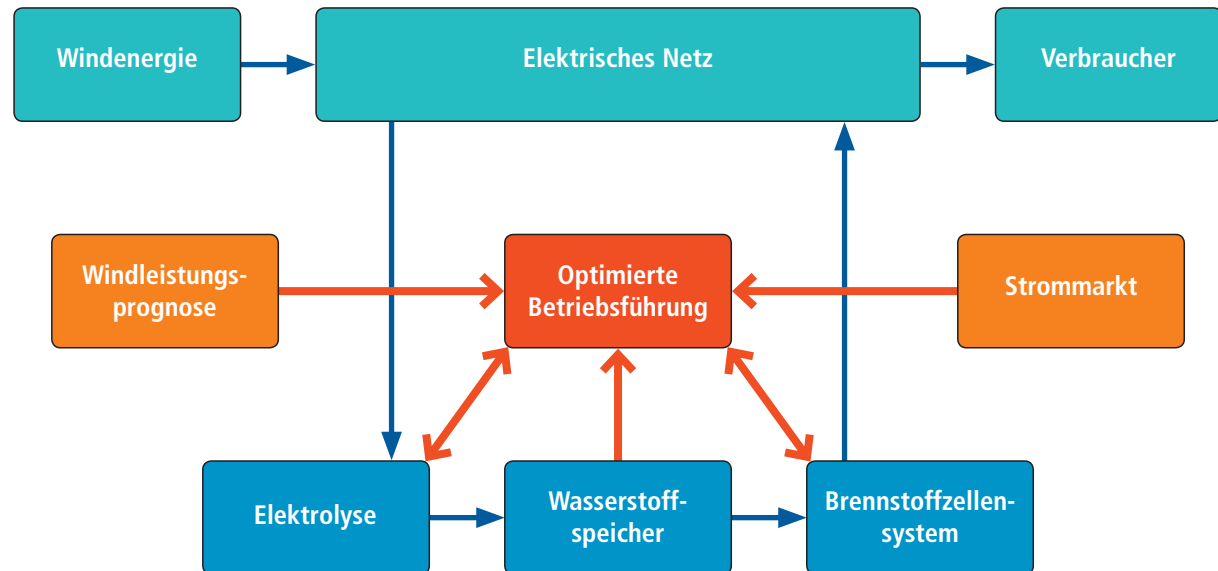 Windenergie
Elektrisches Netz
Verbraucher
Windleistungs-
prognose
Optimierte
Betriebsführung
Strommarkt
Elektrolyse
Wasserstoff-
speicher
Brennstoffzellen-
system